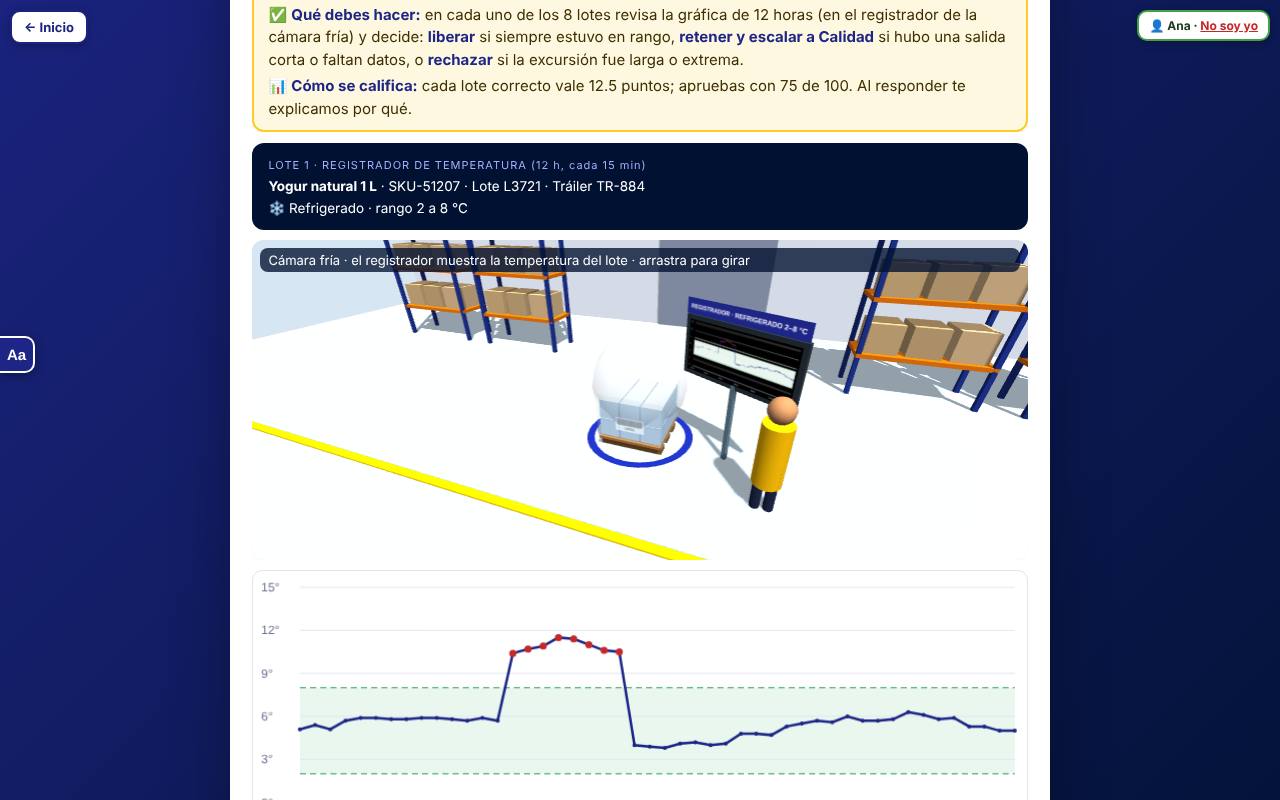 ← Inicio
👤 Ana · No soy yo
✅ Qué debes hacer: en cada uno de los 8 lotes revisa la gráfica de 12 horas (en el registrador de la
cámara fría) y decide: liberar si siempre estuvo en rango, retener y escalar a Calidad si hubo una salida
corta o faltan datos, o rechazar si la excursión fue larga o extrema.
📊 Cómo se califica: cada lote correcto vale 12.5 puntos; apruebas con 75 de 100. Al responder te
explicamos por qué.
LOTE 1 · REGISTRADOR DE TEMPERATURA (12 h, cada 15 min)
Yogur natural 1 L · SKU-51207 · Lote L3721 · Tráiler TR-884
❄️ Refrigerado · rango 2 a 8 °C
Cámara fría · el registrador muestra la temperatura del lote · arrastra para girar
REGISTRADOR · REFRIGERADO 2–8 °C
Aa
15°
12°
9°
6°
3°